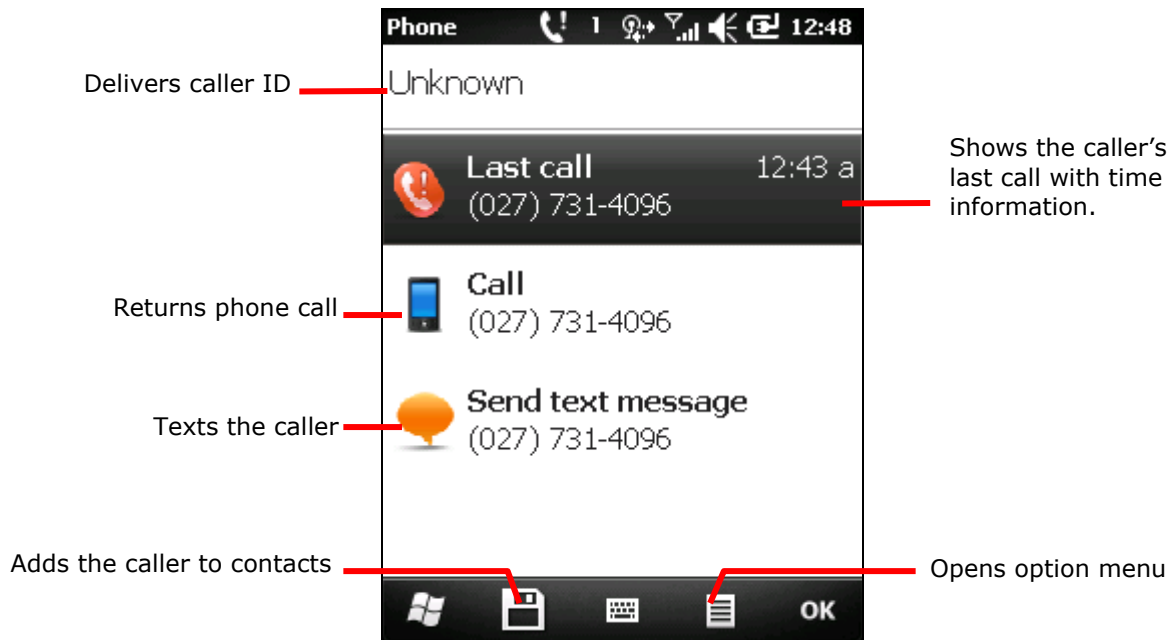 Phone 1 12:48
Delivers caller ID
Unknown
Last call 12:43 a
(027) 731-4096
Shows the caller's
last call with time
information.
Call
(027) 731-4096
Returns phone call
Send text message
(027) 731-4096
Texts the caller
Adds the caller to contacts
Opens option menu
OK